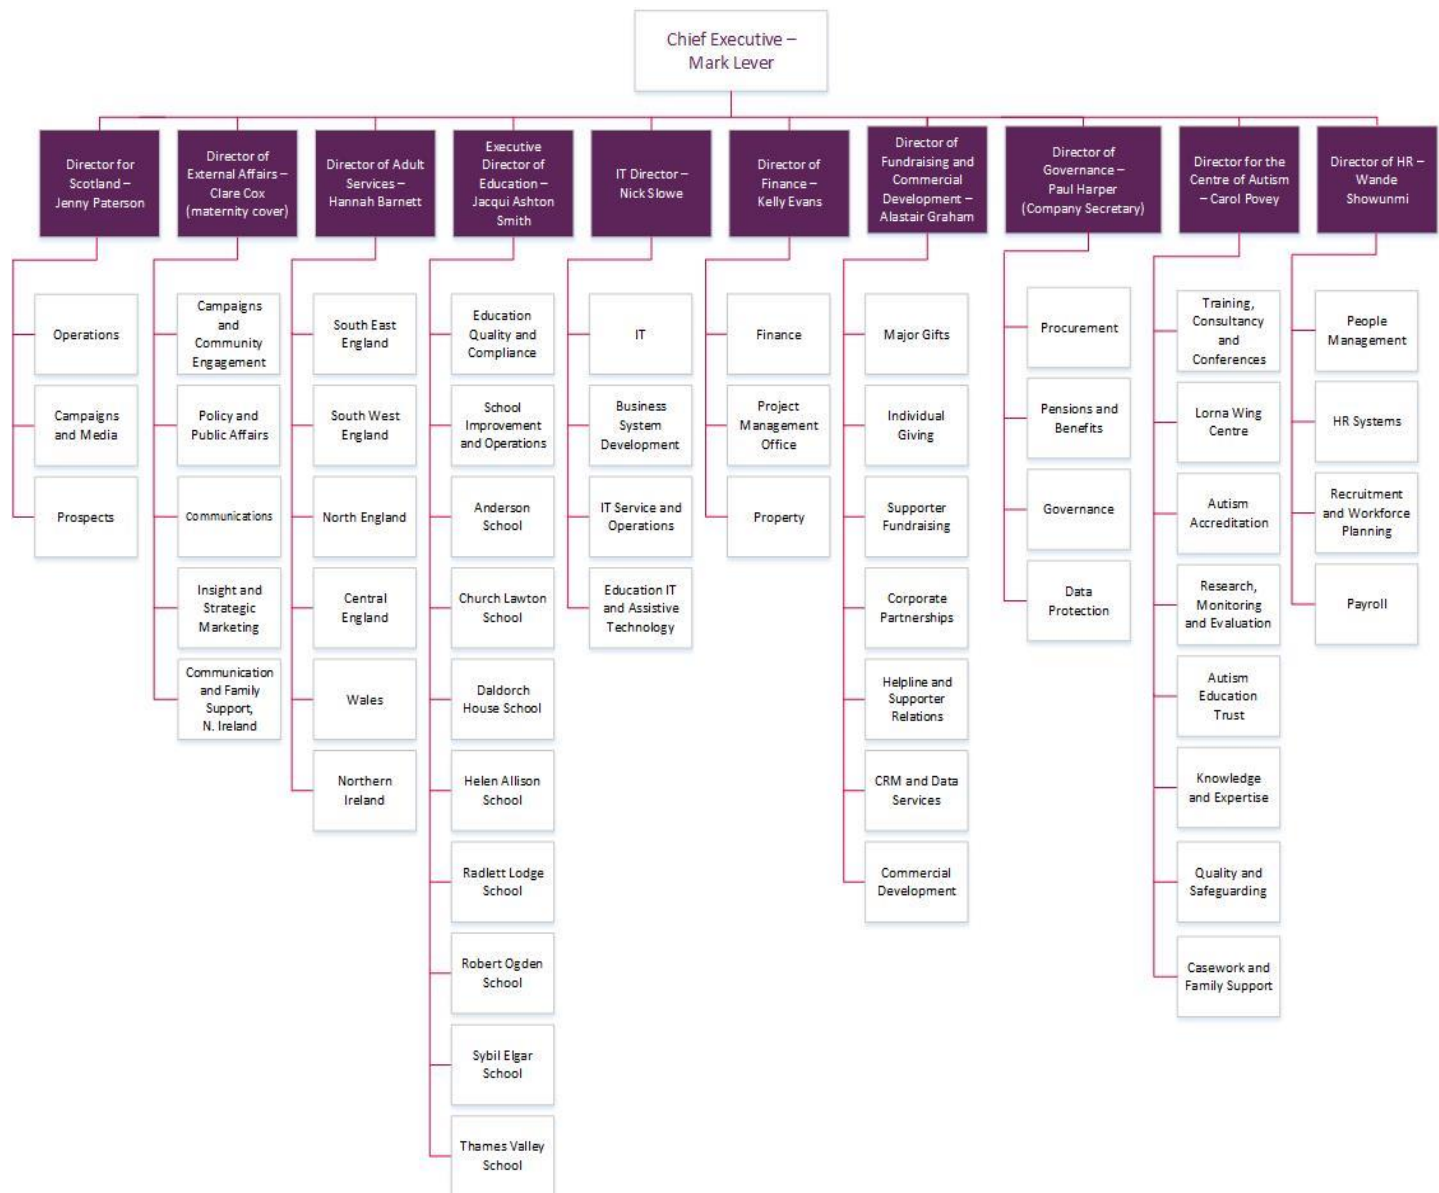 Chief Executive –
Mark Lever
Director for
Scotland –
Jenny Paterson
Director of
External Affairs –
Clare Cox
(maternity cover)
Director of Adult
Services –
Hannah Barnett
Executive
Director of
Education –
Jacqui Ashton
Smith
IT Director –
Nick Slowe
Director of
Finance –
Kelly Evans
Director of
Fundraising and
Commercial
Development –
Alastair Graham
Director of
Governance –
Paul Harper
(Company Secretary)
Director for the
Centre of Autism
– Carol Povey
Director of HR –
Wande
Showunmi
Operations
Campaigns
and Media
Prospects
Campaigns
and
Community
Engagement
Policy and
Public Affairs
Communications
Insight and
Strategic
Marketing
Communication
and Family
Support,
N. Ireland
South East
England
South West
England
North England
Central
England
Wales
Northern
Ireland
Education
Quality and
Compliance
School
Improvement
and Operations
Anderson
School
Church Lawton
School
Daldorch
House School
Helen Allison
School
Radlett Lodge
School
Robert Ogden
School
Sybil Elgar
School
Thames Valley
School
IT
Business
System
Development
IT Service and
Operations
Education IT
and Assistive
Technology
Finance
Project
Management
Office
Property
Major Gifts
Individual
Giving
Supporter
Fundraising
Corporate
Partnerships
Helpline and
Supporter
Relations
CRM and Data
Services
Commercial
Development
Procurement
Pensions and
Benefits
Governance
Data
Protection
Training,
Consultancy
and
Conferences
Lorna Wing
Centre
Autism
Accreditation
Research,
Monitoring
and Evaluation
Autism
Education
Trust
Knowledge
and Expertise
Quality and
Safeguarding
Casework and
Family Support
People
Management
HR Systems
Recruitment
and Workforce
Planning
Payroll